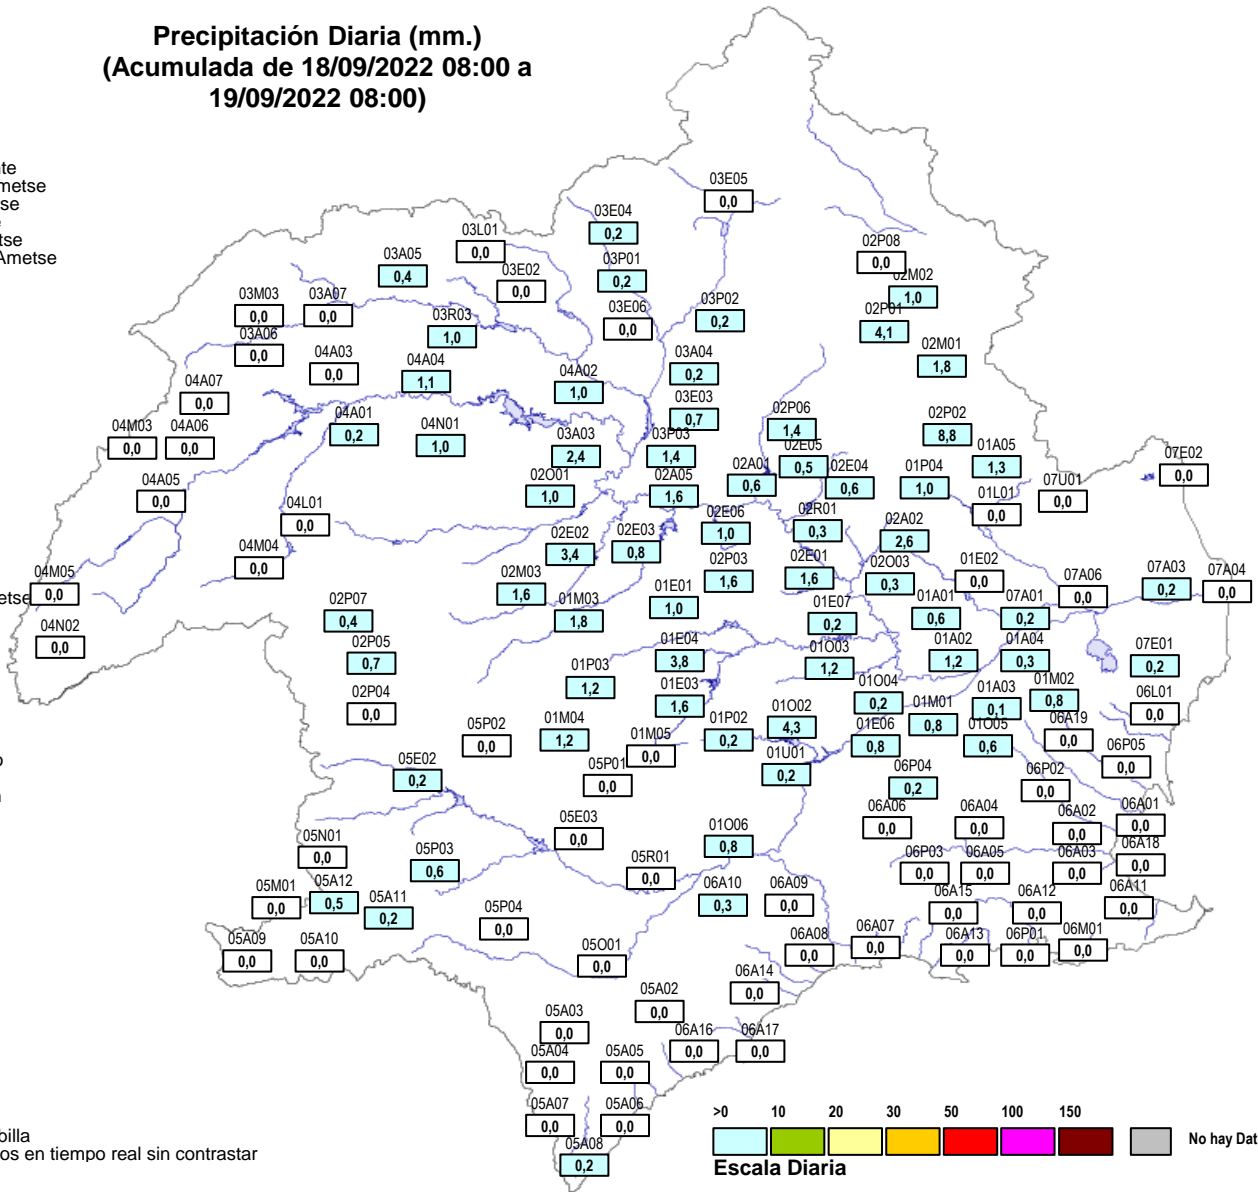 Precipitación Diaria (mm.)
(Acumulada de 18/09/2022 08:00 a
19/09/2022 08:00)
03E05
0,0
03E04
0,2
03L01
0,0
03A05
0,4
03P01
0,2
03E02
0,0
02P08
0,0
02M02
1,0
03M03
0,0
03A07
0,0
03E06
0,0
03P02
0,2
02P01
4,1
03R03
1,0
03A06
0,0
04A03
0,0
04A04
1,1
03A04
0,2
02M01
1,8
04A02
1,0
04A07
0,0
03E03
0,7
04A01
0,2
04N01
1,0
02P06
1,4
02P02
8,8
04M03
0,0
04A06
0,0
03A03
2,4
03P03
1,4
02E05
0,5
01A05
1,3
07E02
0,0
02A01
0,6
02E04
0,6
01P04
1,0
04A05
0,0
02O01
1,0
02A05
1,6
07U01
0,0
01L01
0,0
04L01
0,0
02E06
1,0
02R01
0,3
02A02
2,6
02E02
3,4
02E03
0,8
04M04
0,0
02P03
1,6
02E01
1,6
02O03
0,3
01E02
0,0
04M05
0,0
02M03
1,6
07A06
0,0
07A03
0,2
07A04
0,0
01E01
1,0
02P07
0,4
01M03
1,8
01E07
0,2
01A01
0,6
07A01
0,2
04N02
0,0
02P05
0,7
01E04
3,8
01O03
1,2
01A02
1,2
01A04
0,3
07E01
0,2
01P03
1,2
02P04
0,0
01E03
1,6
01O04
0,2
01A03
0,1
01M02
0,8
06L01
0,0
01M01
0,8
05P02
0,0
01M04
1,2
01M05
0,0
01P02
0,2
01O02
4,3
01E06
0,8
01O05
0,6
06A19
0,0
06P05
0,0
05E02
0,2
05P01
0,0
01U01
0,2
06P04
0,2
06P02
0,0
05E03
0,0
01O06
0,8
06A06
0,0
06A04
0,0
06A02
0,0
06A01
0,0
05N01
0,0
05P03
0,6
05R01
0,0
06P03
0,0
06A05
0,0
06A03
0,0
06A18
0,0
05M01
0,0
05A12
0,5
05A11
0,2
06A10
0,3
06A09
0,0
06A15
0,0
06A12
0,0
06A11
0,0
05P04
0,0
05A09
0,0
05A10
0,0
05O01
0,0
06A08
0,0
06A07
0,0
06A13
0,0
06P01
0,0
06M01
0,0
06A14
0,0
05A02
0,0
05A03
0,0
06A16
0,0
06A17
0,0
05A04
0,0
05A05
0,0
05A07
0,0
05A06
0,0
05A08
0,2
>0 10 20 30 50 100 150
No hay Dat
Escala Diaria
nte
metse
tse
Ametse
etse
billa
os en tiempo real sin contrastar